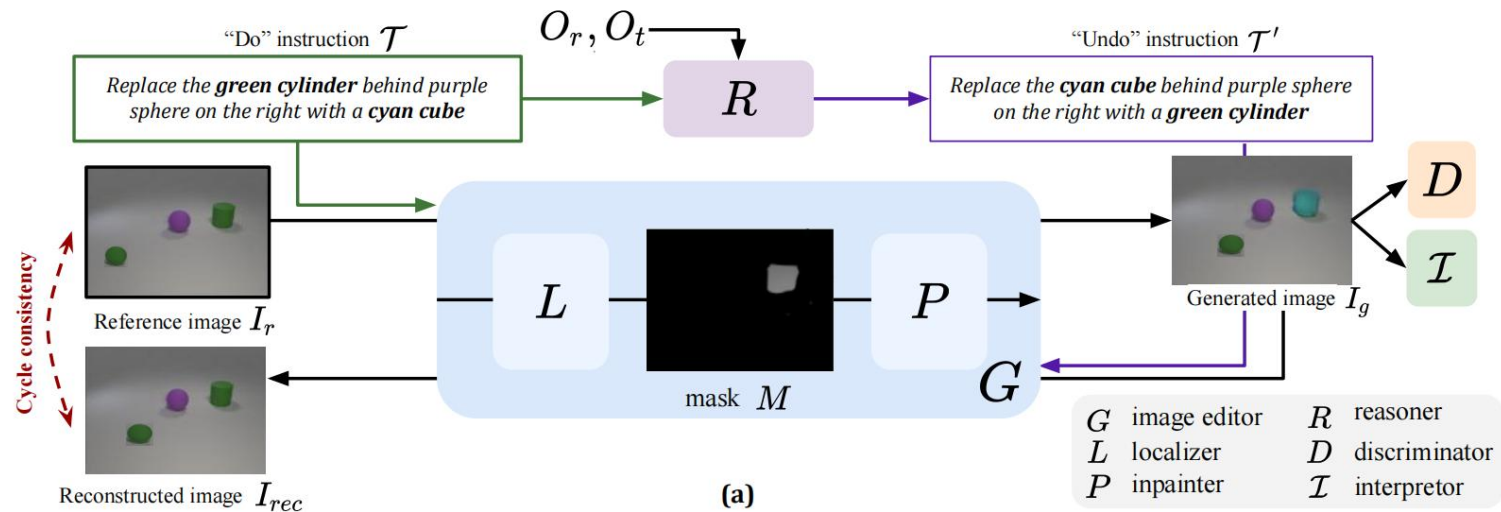 “Do” instruction 𝒯
O_r, O_t
“Undo” instruction 𝒯′
Replace the green cylinder behind purple
sphere on the right with a cyan cube
R
Replace the cyan cube behind purple sphere
on the right with a green cylinder
D
I
L
P
G
mask M
Reference image I_r
Generated image I_g
Cycle consistency
Reconstructed image I_rec
(a)
G image editor
L localizer
P inpainter
R reasoner
D discriminator
I interpretor